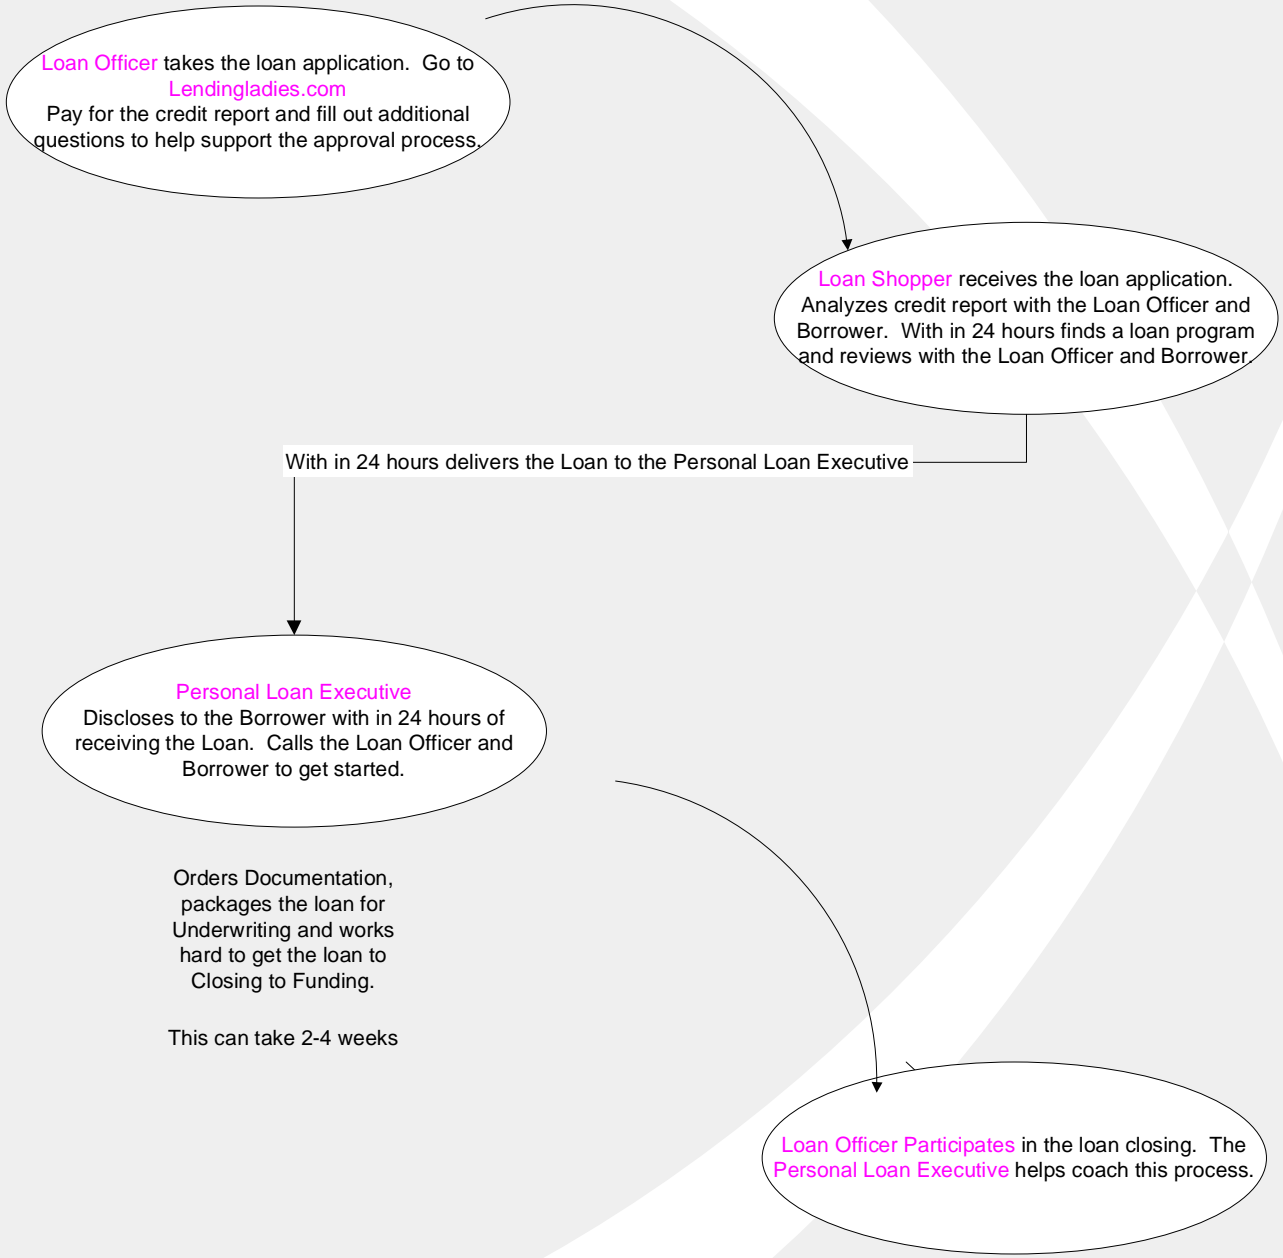 Loan Officer takes the loan application.  Go to
Lendingladies.com
Pay for the credit report and fill out additional
questions to help support the approval process.
Loan Shopper receives the loan application.
Analyzes credit report with the Loan Officer and
Borrower.  With in 24 hours finds a loan program
and reviews with the Loan Officer and Borrower.
With in 24 hours delivers the Loan to the Personal Loan Executive
Personal Loan Executive
Discloses to the Borrower with in 24 hours of
receiving the Loan.  Calls the Loan Officer and
Borrower to get started.
Orders Documentation,
packages the loan for
Underwriting and works
hard to get the loan to
Closing to Funding.
This can take 2-4 weeks
Loan Officer Participates in the loan closing.  The
Personal Loan Executive helps coach this process.